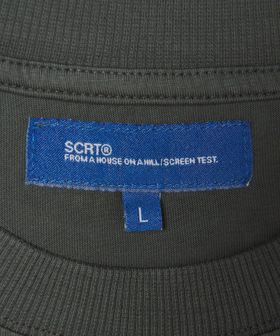 SCRT®
FROM A HOUSE ON A HILL/SCREEN TEST.
L